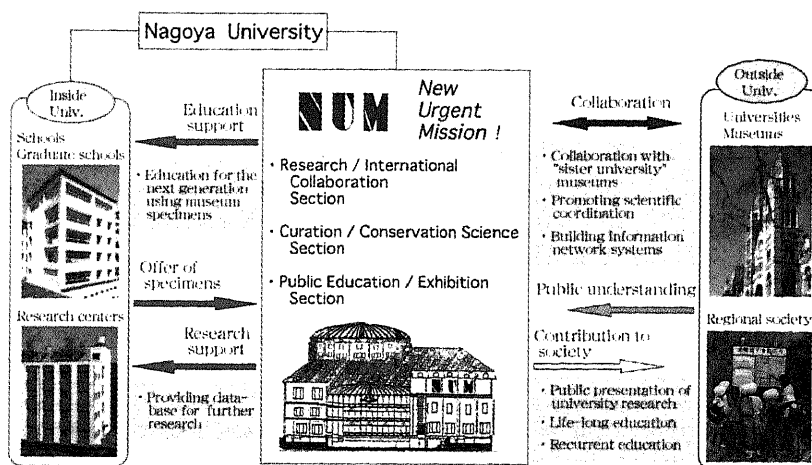 Nagoya University
Inside
Univ.
Schools
Graduate schools
Research centers
Education
support
• Education for the
next generation
using museum
specimens
Offer of
specimens
Research
support
• Providing data-
base for further
research
NUM
New
Urgent
Mission !
• Research / International
Collaboration
Section
• Curation / Conservation Science
Section
• Public Education / Exhibition
Section
NUM
Collaboration
• Collaboration with
"sister university"
museums
• Promoting scientific
coordination
• Building Information
network systems
Public understanding
Contribution to
society
• Public presentation of
university research
• Life-long education
• Recurrent education
Outside
Univ.
Universities
Museums
Regional society